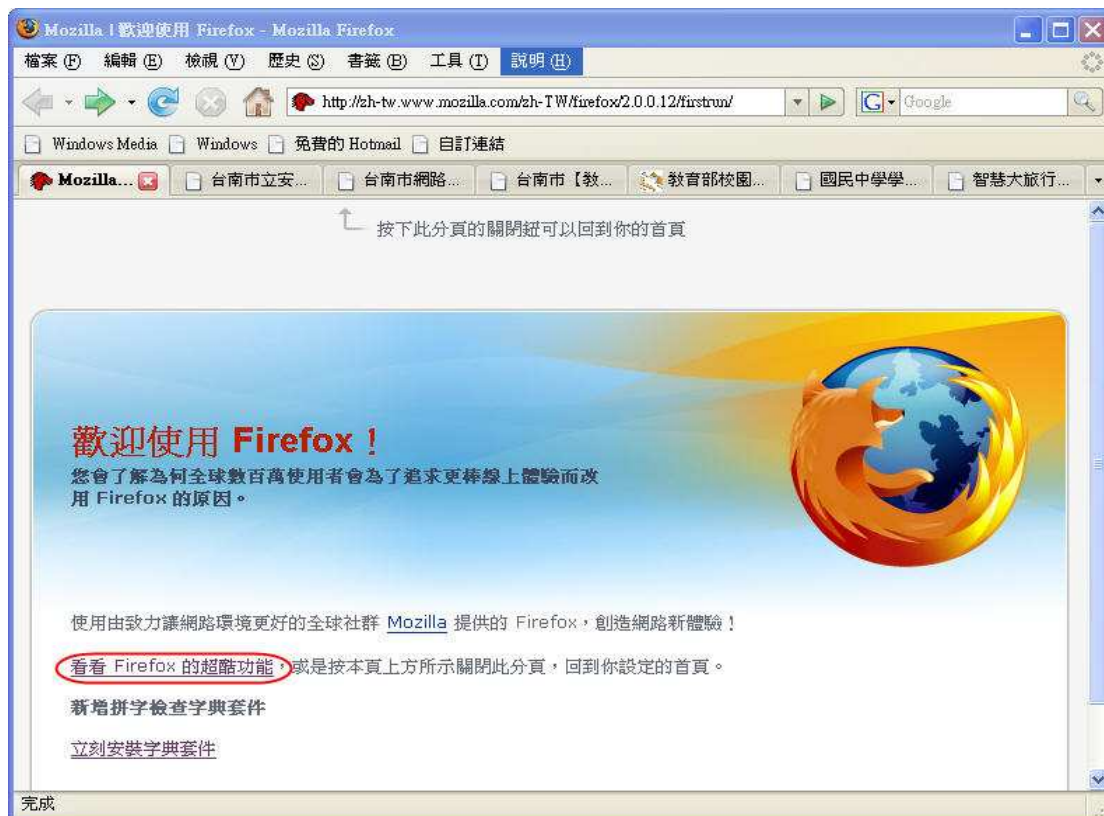 Mozilla | 歡迎使用 Firefox - Mozilla Firefox
檔案(F) 編輯(E) 檢視(V) 歷史(S) 書籤(B) 工具(T) 說明(H)
http://zh-tw.www.mozilla.com/zh-TW/firefox/2.0.0.12/firstrun/ G Google
Windows Media Windows 免費的 Hotmail 自訂連結
Mozilla... 台南市立安... 台南市網路... 台南市【教... 教育部校園... 國民中學學... 智慧大旅行...
按下此分頁的關閉鈕可以回到你的首頁
歡迎使用 Firefox！
您會了解為何全球數百萬使用者會為了追求更棒線上體驗而改
用 Firefox 的原因。
使用由致力讓網路環境更好的全球社群 Mozilla 提供的 Firefox，創造網路新體驗！
看看 Firefox 的超酷功能，或是按本頁上方所示關閉此分頁，回到你設定的首頁。
新增拼字檢查字典套件
立刻安裝字典套件
完成